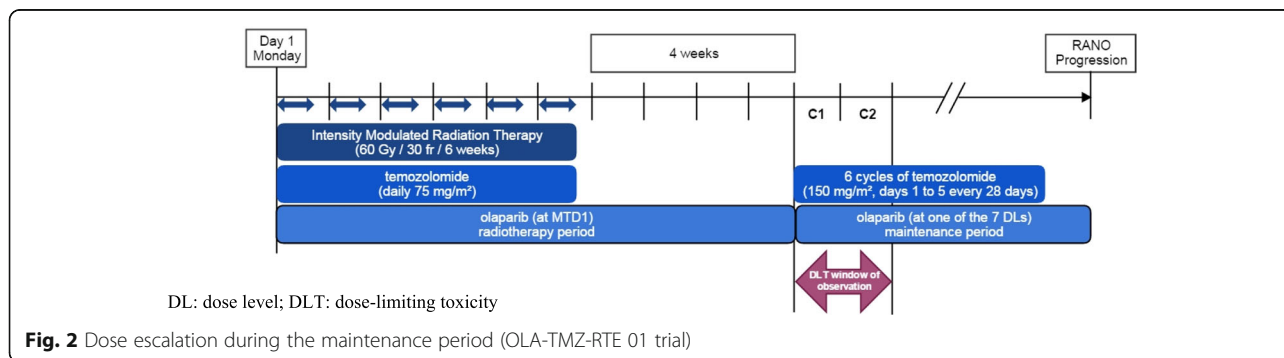 Day 1
Monday
4 weeks
RANO
Progression
C1
C2
Intensity Modulated Radiation Therapy
(60 Gy / 30 fr / 6 weeks)
temozolomide
(daily 75 mg/m²)
6 cycles of temozolomide
(150 mg/m², days 1 to 5 every 28 days)
olaparib (at MTD1)
radiotherapy period
olaparib (at one of the 7 DLs)
maintenance period
DLT window of
observation
DL: dose level; DLT: dose-limiting toxicity
Fig. 2 Dose escalation during the maintenance period (OLA-TMZ-RTE 01 trial)